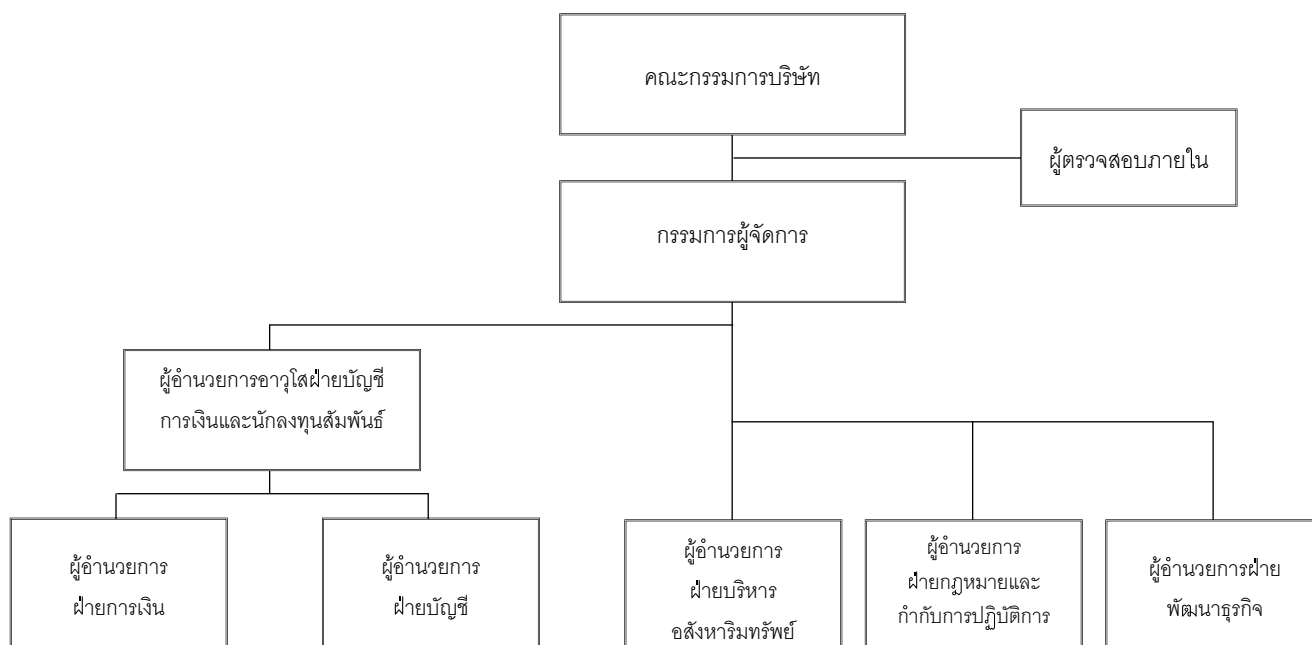 คณะกรรมการบริษัท
ผู้ตรวจสอบภายใน
กรรมการผู้จัดการ
ผู้อำนวยการอาวุโสฝ่ายบัญชี
การเงินและนักลงทุนสัมพันธ์
ผู้อำนวยการ
ฝ่ายการเงิน
ผู้อำนวยการ
ฝ่ายบัญชี
ผู้อำนวยการ
ฝ่ายบริหาร
อสังหาริมทรัพย์
ผู้อำนวยการ
ฝ่ายกฎหมายและ
กำกับการปฏิบัติการ
ผู้อำนวยการฝ่าย
พัฒนาธุรกิจ